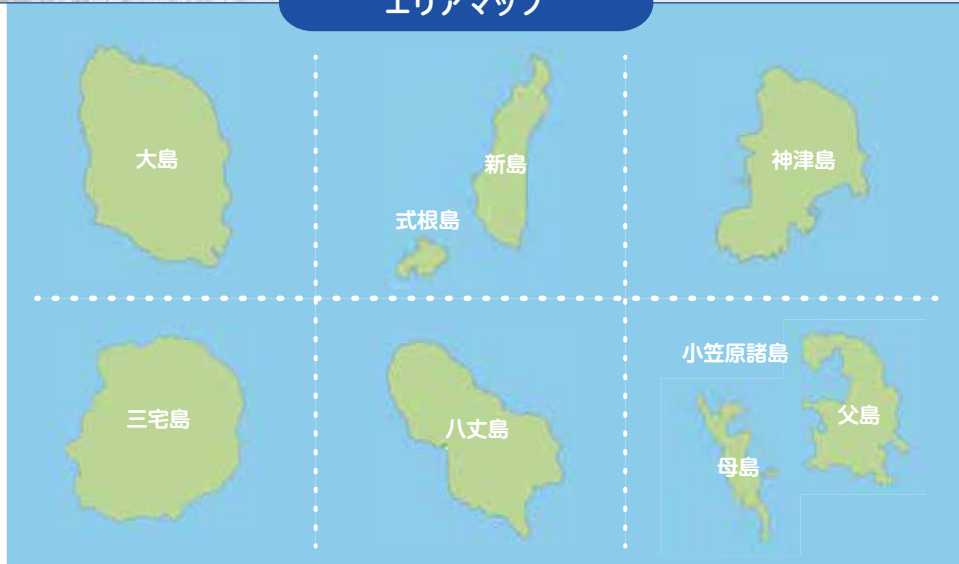 エリアマップ
大島
新島
式根島
神津島
三宅島
八丈島
小笠原諸島
父島
母島